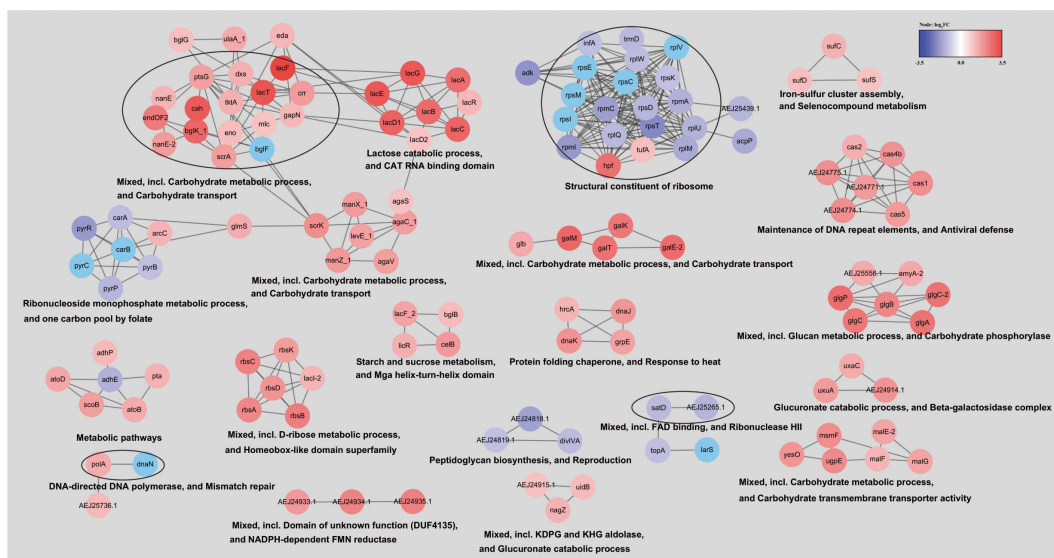 Node: log_FC
-3.5
0.0
3.5
bglG
ulaA_1
eda
ptsG
dxs
lacF
nanE
cah
tktA
lacT
crr
endOF2
bglK_1
eno
mlc
gapN
nanE-2
scrA
bglF
Mixed, incl. Carbohydrate metabolic process,
and Carbohydrate transport
lacG
lacA
lacE
lacR
lacB
lacD1
lacC
lacD2
Lactose catabolic process,
and CAT RNA binding domain
infA
trmD
rplV
adk
rpsE
rplW
rpsC
rpsK
rpsM
rpmC
rpsD
rpmA
AEJ25439.1
rpsI
rpsT
rplU
rplQ
acpP
rpmI
tufA
rplM
hpf
Structural constituent of ribosome
sufC
sufD
sufS
Iron-sulfur cluster assembly,
and Selenocompound metabolism
cas2
cas4b
AEJ24775.1
AEJ24771.1
cas1
AEJ24774.1
cas5
Maintenance of DNA repeat elements, and Antiviral defense
carA
pyrR
arcC
carB
pyrC
pyrB
pyrP
glmS
Ribonucleoside monophosphate metabolic process,
and one carbon pool by folate
agaS
manX_1
scrK
agaC_1
levE_1
manZ_1
agaV
Mixed, incl. Carbohydrate metabolic process,
and Carbohydrate transport
glb
galM
galK
galT
galE-2
Mixed, incl. Carbohydrate metabolic process, and Carbohydrate transport
AEJ25556.1
amyA-2
glgP
glgB
glgC-2
glgC
glgA
Mixed, incl. Glucan metabolic process, and Carbohydrate phosphorylase
lacF_2
bglB
licR
celB
Starch and sucrose metabolism,
and Mga helix-turn-helix domain
hrcA
dnaJ
dnaK
grpE
Protein folding chaperone, and Response to heat
adhP
atoD
adhE
pta
scoB
atoB
Metabolic pathways
rbsK
rbsC
lacI-2
rbsD
rbsA
rbsB
Mixed, incl. D-ribose metabolic process,
and Homeobox-like domain superfamily
uxaC
uxuA
AEJ24914.1
Glucuronate catabolic process, and Beta-galactosidase complex
AEJ24818.1
AEJ24819.1
divIVA
Peptidoglycan biosynthesis, and Reproduction
satD
AEJ25265.1
Mixed, incl. FAD binding, and Ribonuclease HII
topA
larS
msmF
malE-2
yesO
ugpE
malF
malG
Mixed, incl. Carbohydrate metabolic process,
and Carbohydrate transmembrane transporter activity
polA
dnaN
DNA-directed DNA polymerase, and Mismatch repair
AEJ25736.1
AEJ24933.1
AEJ24934.1
AEJ24935.1
Mixed, incl. Domain of unknown function (DUF4135),
and NADPH-dependent FMN reductase
AEJ24915.1
uidB
nagZ
Mixed, incl. KDPG and KHG aldolase,
and Glucuronate catabolic process